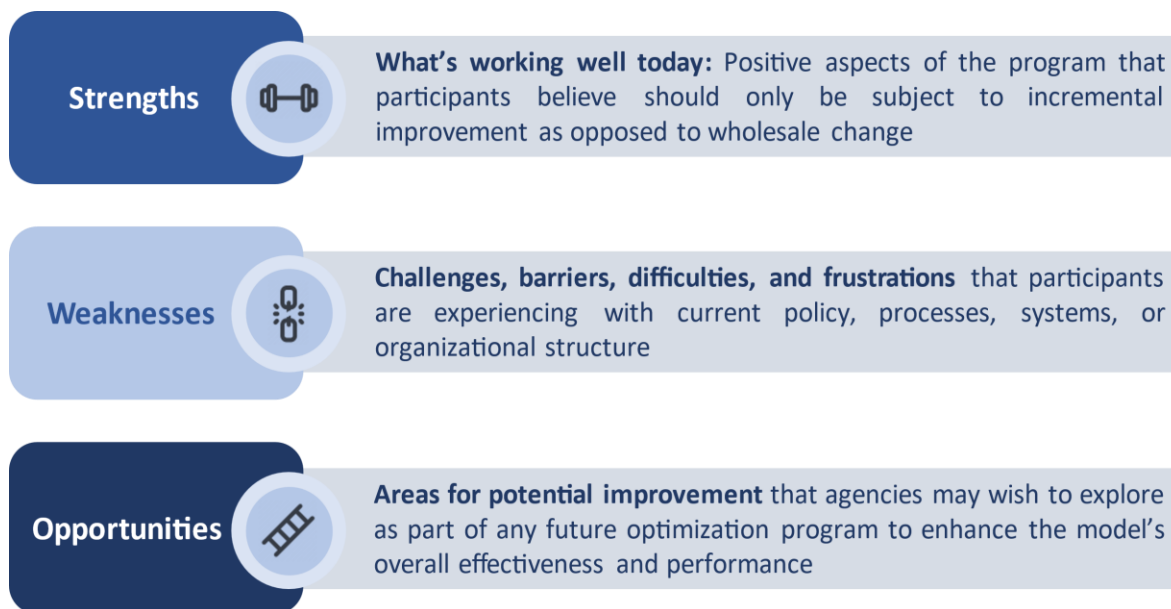 Strengths
What's working well today: Positive aspects of the program that
participants believe should only be subject to incremental
improvement as opposed to wholesale change
Weaknesses
Challenges, barriers, difficulties, and frustrations that participants
are experiencing with current policy, processes, systems, or
organizational structure
Opportunities
Areas for potential improvement that agencies may wish to explore
as part of any future optimization program to enhance the model's
overall effectiveness and performance